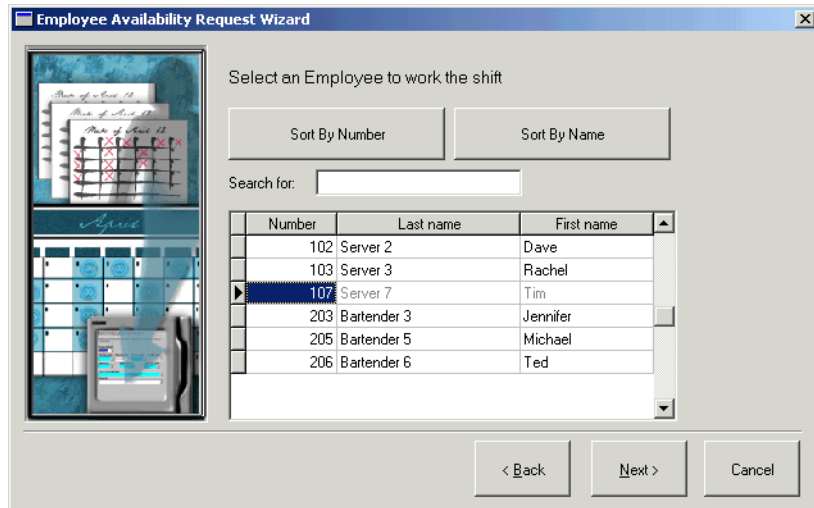 Employee Availability Request Wizard
Select an Employee to work the shift
Sort By Number Sort By Name
Search for:
Number Last name First name
102 Server 2 Dave
103 Server 3 Rachel
107 Server 7 Tim
203 Bartender 3 Jennifer
205 Bartender 5 Michael
206 Bartender 6 Ted
April
< Back Next > Cancel